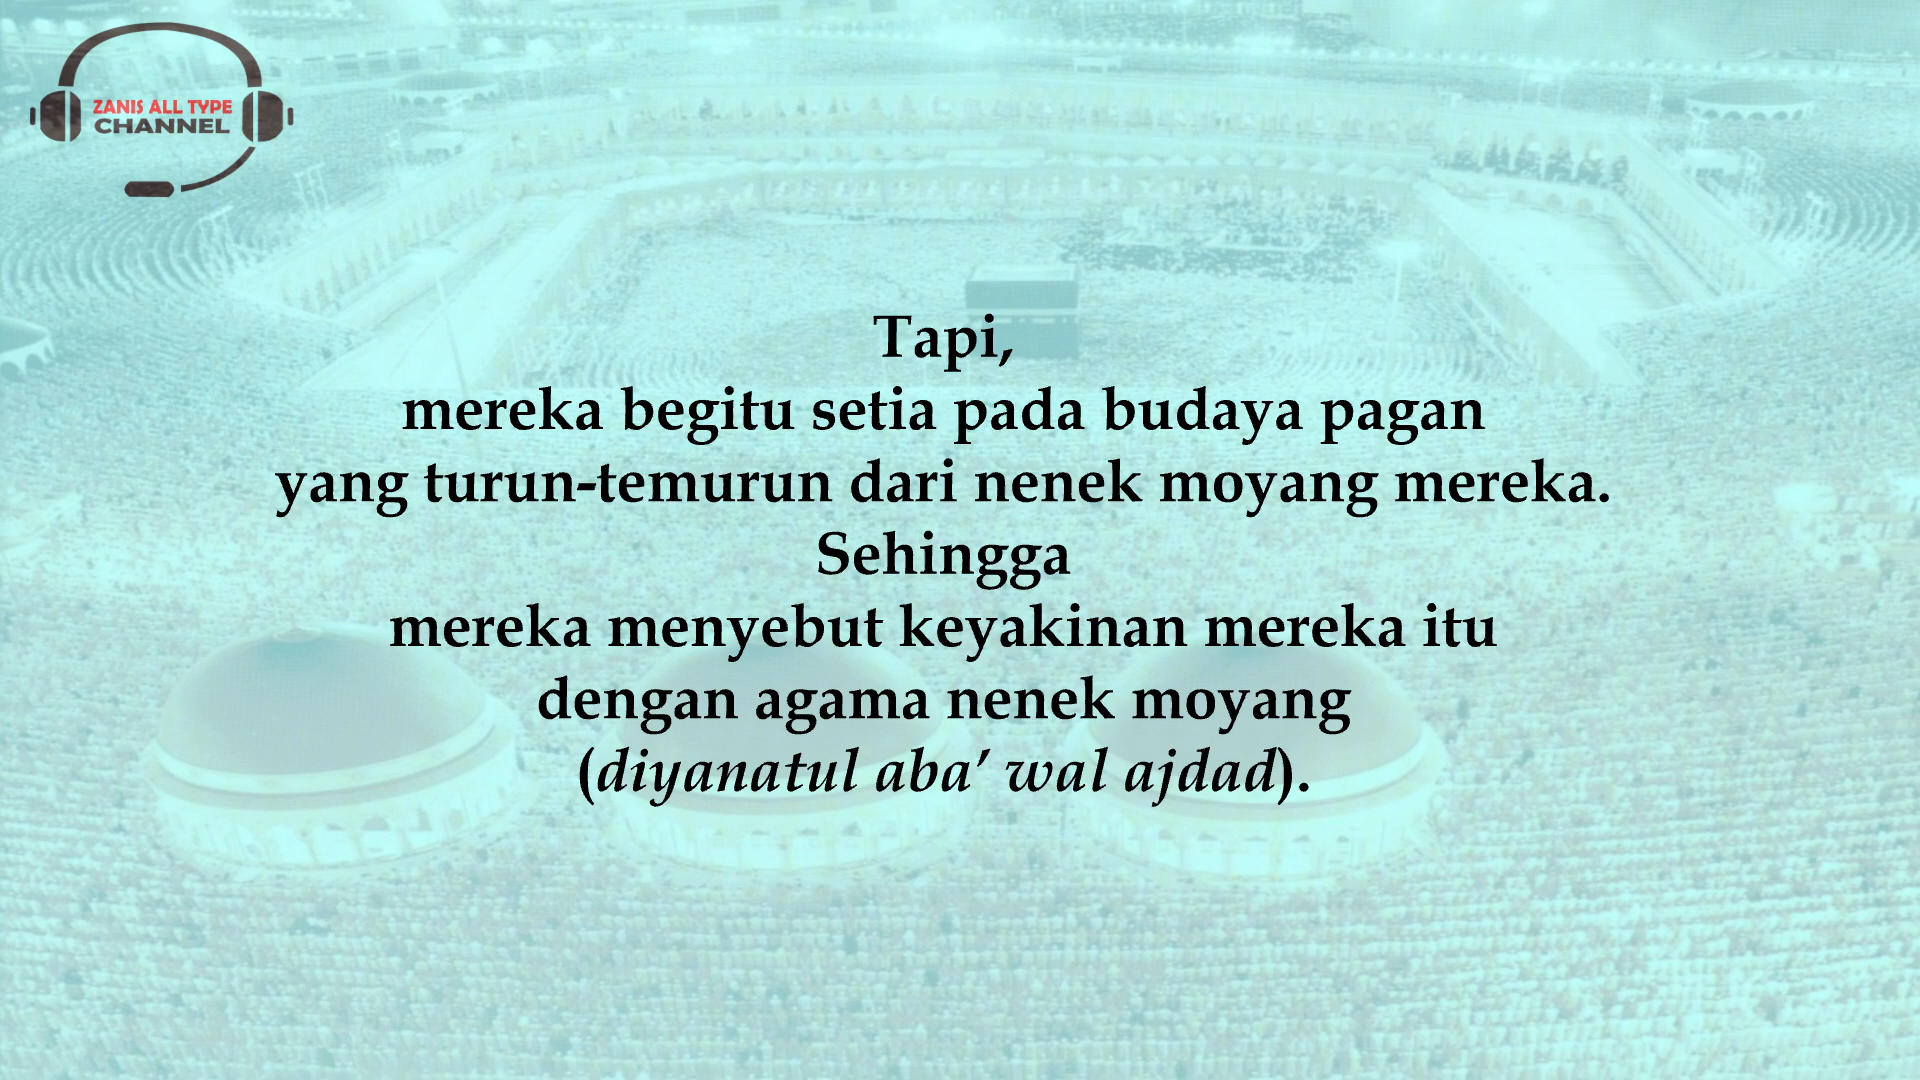 ZANIS ALL TYPE
CHANNEL
Tapi,
mereka begitu setia pada budaya pagan
yang turun-temurun dari nenek moyang mereka.
Sehingga
mereka menyebut keyakinan mereka itu
dengan agama nenek moyang
(diyanatul aba’ wal ajdad).